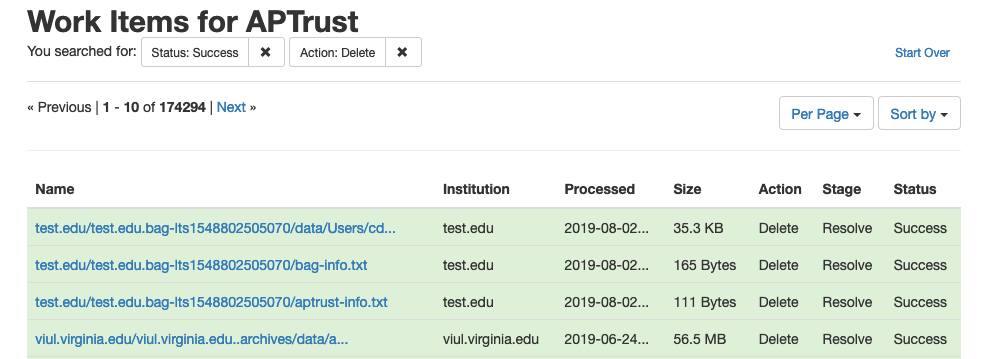 Work Items for APTrust
You searched for: Status: Success ✖ Action: Delete ✖ Start Over
« Previous | 1 - 10 of 174294 | Next » Per Page Sort by
Name Institution Processed Size Action Stage Status
test.edu/test.edu.bag-lts1548802505070/data/Users/cd... test.edu 2019-08-02... 35.3 KB Delete Resolve Success
test.edu/test.edu.bag-lts1548802505070/bag-info.txt test.edu 2019-08-02... 165 Bytes Delete Resolve Success
test.edu/test.edu.bag-lts1548802505070/aptrust-info.txt test.edu 2019-08-02... 111 Bytes Delete Resolve Success
viul.virginia.edu/viul.virginia.edu..archives/data/a... viul.virginia.edu 2019-06-24... 56.5 MB Delete Resolve Success